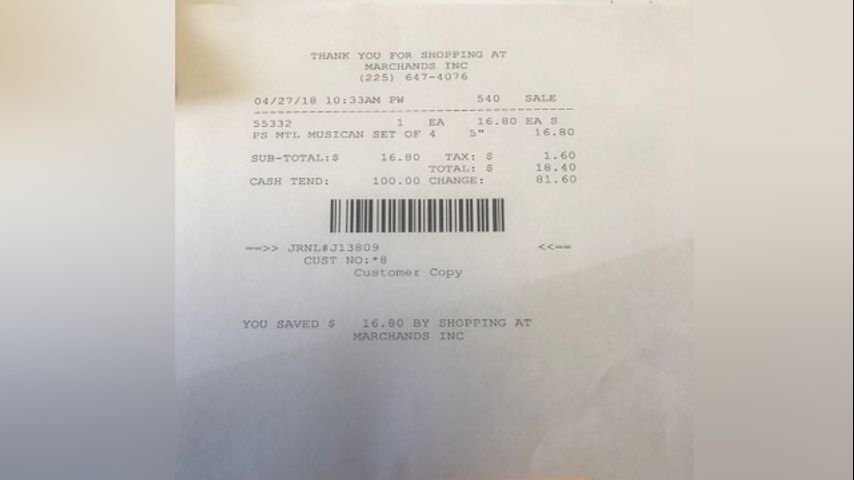 THANK YOU FOR SHOPPING AT
MARCHANDS INC
(225) 647-4076
04/27/18 10:33AM PW 540 SALE
55332 1 EA 16.80 EA S
PS MTL MUSICAN SET OF 4 5" 16.80
SUB-TOTAL:$ 16.80 TAX: $ 1.60
TOTAL: $ 18.40
CASH TEND: 100.00 CHANGE: 81.60
==>> JRNL#J13809 <<==
CUST NO:*8
Customer Copy
YOU SAVED $ 16.80 BY SHOPPING AT
MARCHANDS INC